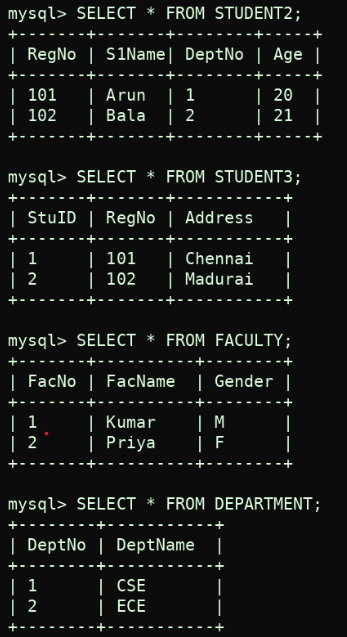 mysql> SELECT * FROM STUDENT2;
+-------+-------+--------+-----+
| RegNo | S1Name| DeptNo | Age |
+-------+-------+--------+-----+
| 101   | Arun  | 1      | 20  |
| 102   | Bala  | 2      | 21  |
+-------+-------+--------+-----+
mysql> SELECT * FROM STUDENT3;
+-------+-------+-----------+
| StuID | RegNo | Address   |
+-------+-------+-----------+
| 1     | 101   | Chennai   |
| 2     | 102   | Madurai   |
+-------+-------+-----------+
mysql> SELECT * FROM FACULTY;
+-------+----------+--------+
| FacNo | FacName  | Gender |
+-------+----------+--------+
| 1     | Kumar    | M      |
| 2     | Priya    | F      |
+-------+----------+--------+
mysql> SELECT * FROM DEPARTMENT;
+--------+-----------+
| DeptNo | DeptName  |
+--------+-----------+
| 1      | CSE       |
| 2      | ECE       |
+--------+-----------+